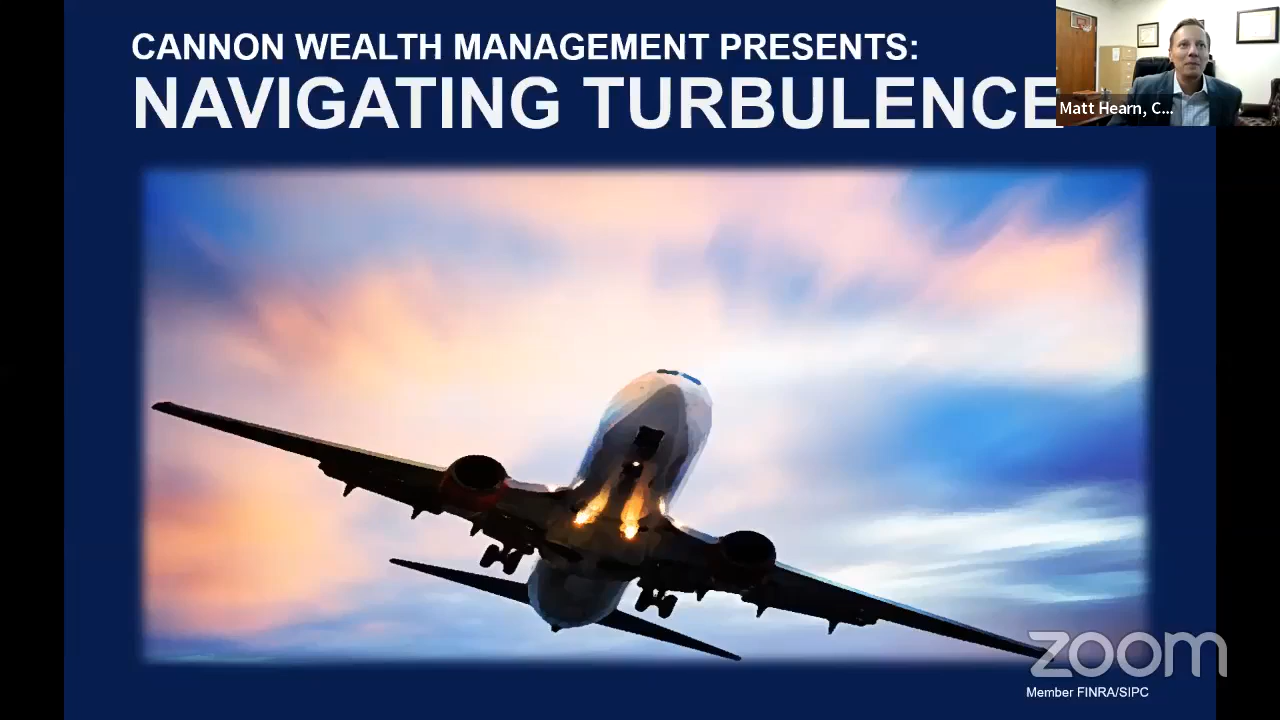 CANNON WEALTH MANAGEMENT PRESENTS:
NAVIGATING TURBULENCE
Matt Hearn, C...
zoom
Member FINRA/SIPC